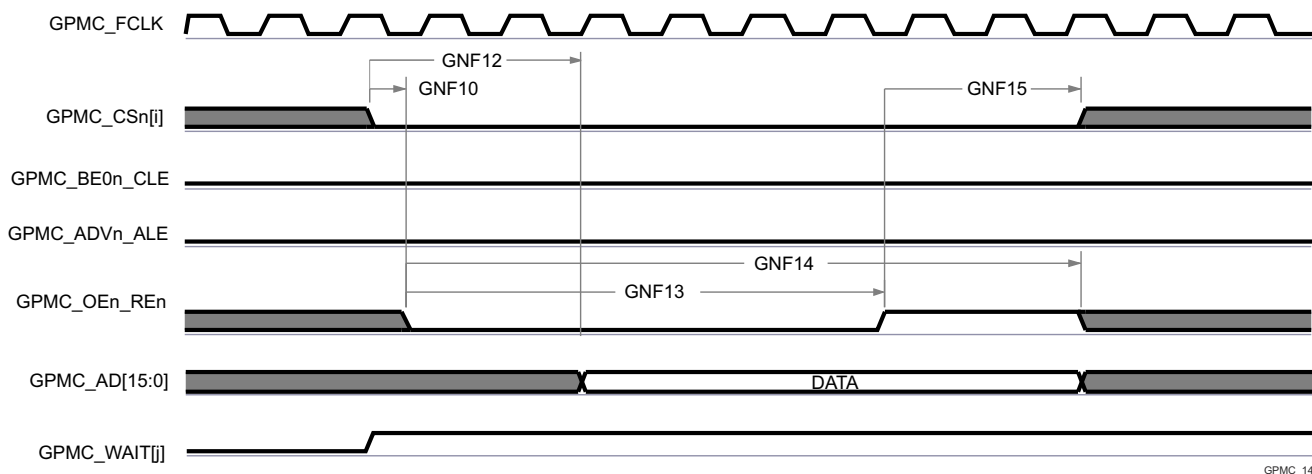 GPMC_FCLK
GNF12
GNF10
GNF15
GPMC_CSn[i]
GPMC_BE0n_CLE
GPMC_ADVn_ALE
GNF14
GNF13
GPMC_OEn_REn
GPMC_AD[15:0]
DATA
GPMC_WAIT[j]
GPMC_14